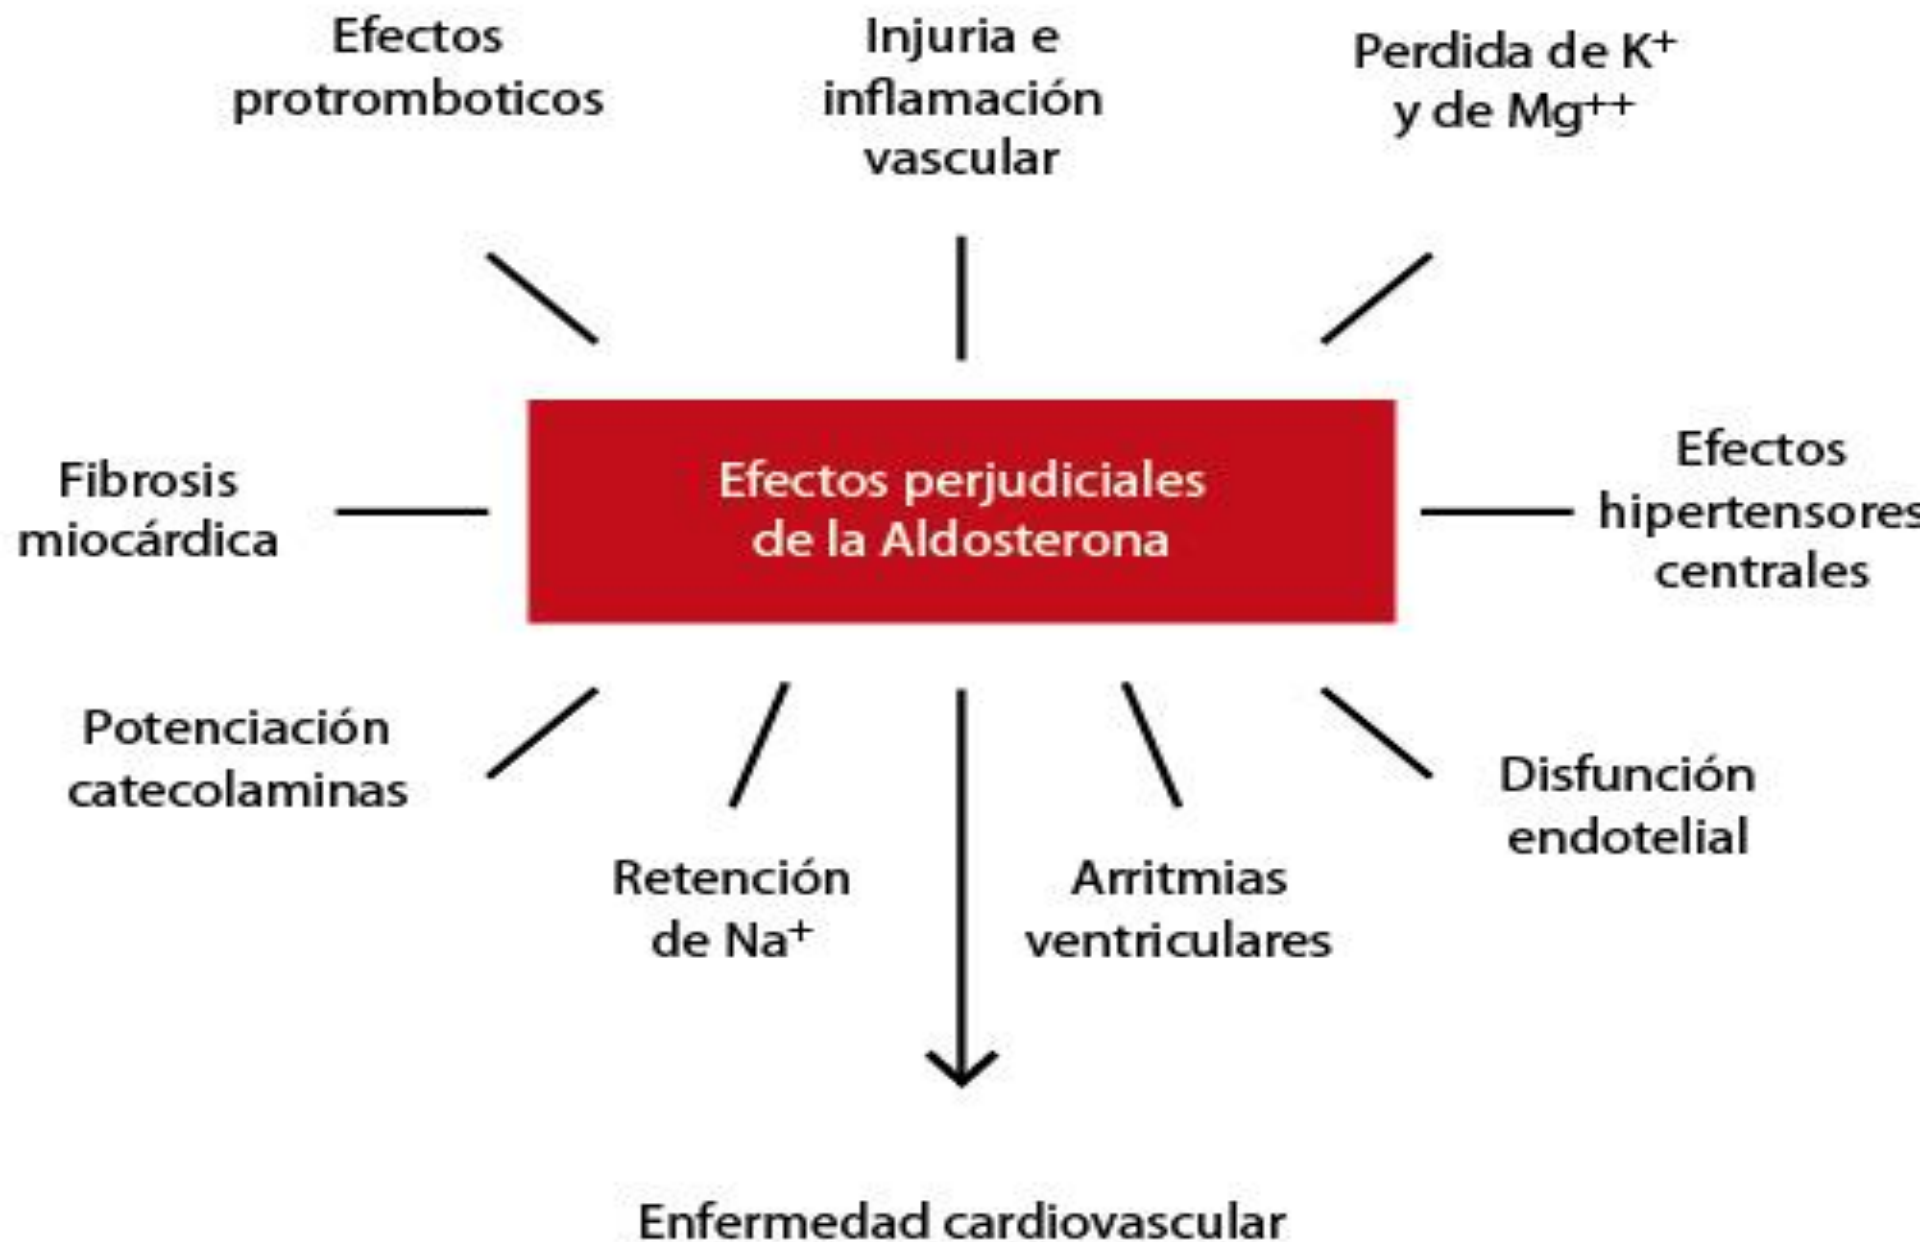 Efectos
protromboticos
Injuria e
inflamación
vascular
Perdida de K⁺
y de Mg⁺⁺
Fibrosis
miocárdica
Efectos perjudiciales
de la Aldosterona
Efectos
hipertensores
centrales
Potenciación
catecolaminas
Retención
de Na⁺
Arritmias
ventriculares
Disfunción
endotelial
Enfermedad cardiovascular